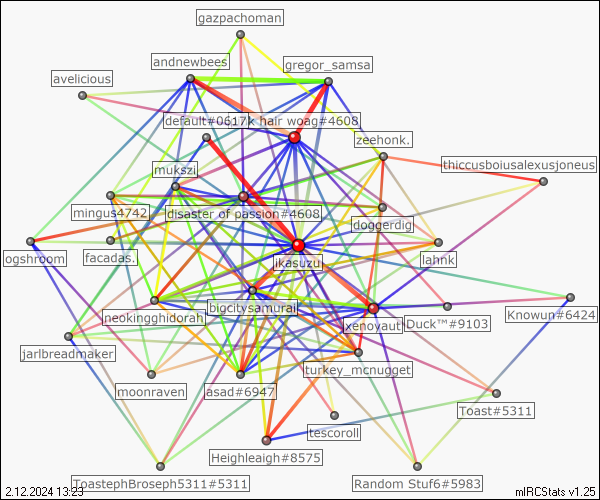 gazpachoman
andnewbees
gregor_samsa
avelicious
default#0617
k hair woag#4608
zeehonk.
thiccusboiusalexusjoneus
mukszi
mingus4742
disaster of passion#4608
doggerdig
ogshroom
facadas.
ikasuzu
lahnk
neokingghidorah
bigcitysamurai
xenoyaut
Duck™#9103
Knowup#6424
jarlbreadmaker
turkey_mcnugget
moonraven
asad#6947
Toast#5311
tescoroll
Heighleaigh#8575
ToastephBroseph5311#5311
Random Stuf6#5983
2.12.2024 13:23
mIRCStats v1.25